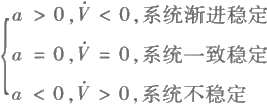 a > 0, V̇ < 0,系统渐进稳定
a = 0, V̇ = 0,系统一致稳定
a < 0, V̇ > 0,系统不稳定